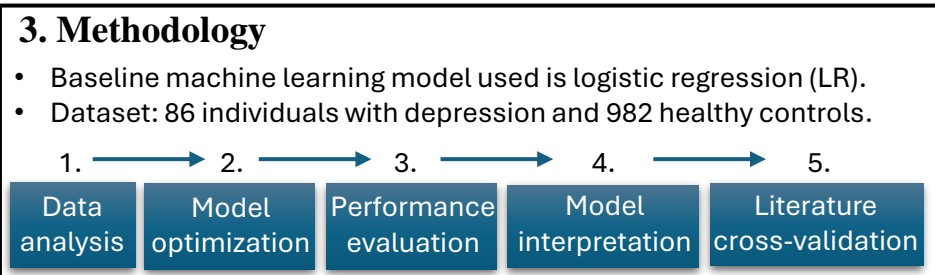 3. Methodology
• Baseline machine learning model used is logistic regression (LR).
• Dataset: 86 individuals with depression and 982 healthy controls.
1. 2. 3. 4. 5.
Data analysis
Model optimization
Performance evaluation
Model interpretation
Literature cross-validation